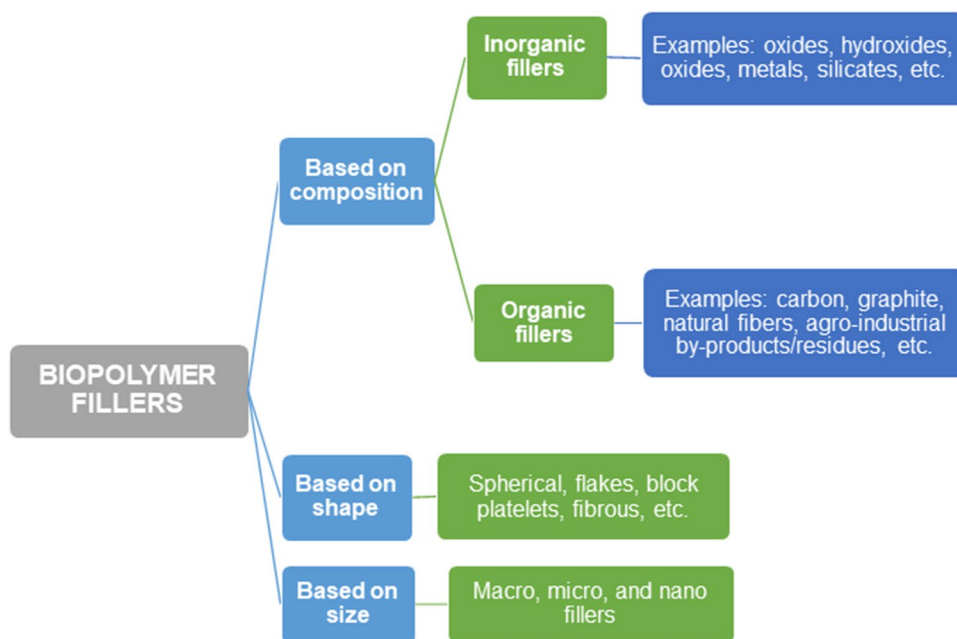 Inorganic
fillers
Examples: oxides, hydroxides,
oxides, metals, silicates, etc.
Based on
composition
Organic
fillers
Examples: carbon, graphite,
natural fibers, agro-industrial
by-products/residues, etc.
BIOPOLYMER
FILLERS
Based on
shape
Spherical, flakes, block
platelets, fibrous, etc.
Based on
size
Macro, micro, and nano
fillers